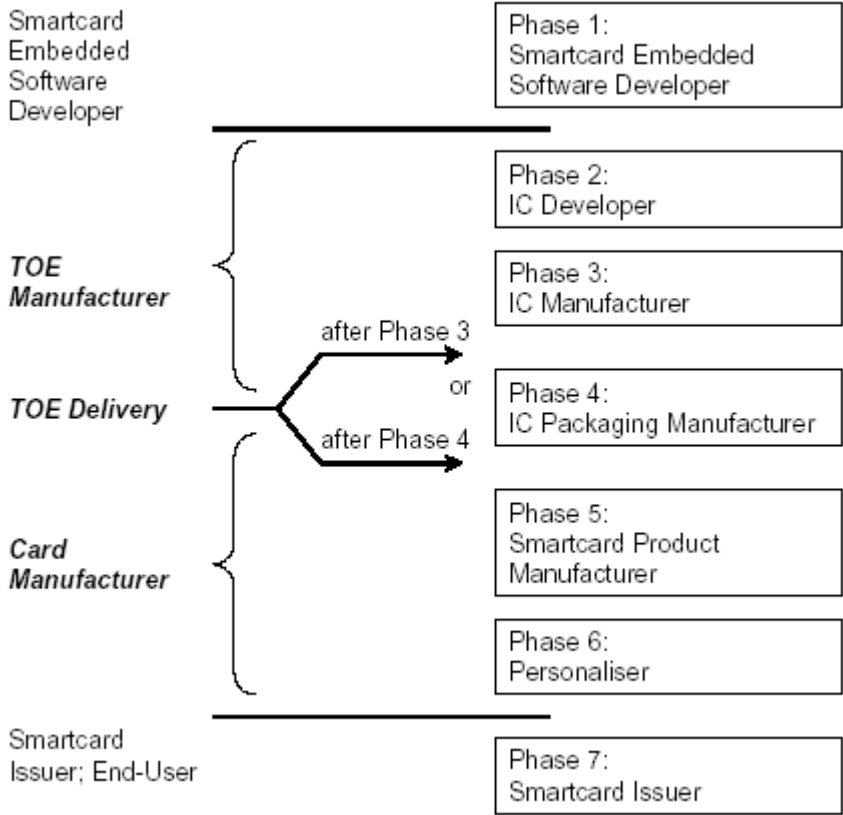 Smartcard
Embedded
Software
Developer
Phase 1:
Smartcard Embedded
Software Developer
Phase 2:
IC Developer
TOE
Manufacturer
Phase 3:
IC Manufacturer
after Phase 3
or
TOE Delivery
after Phase 4
Phase 4:
IC Packaging Manufacturer
Card
Manufacturer
Phase 5:
Smartcard Product
Manufacturer
Phase 6:
Personaliser
Smartcard
Issuer; End-User
Phase 7:
Smartcard Issuer